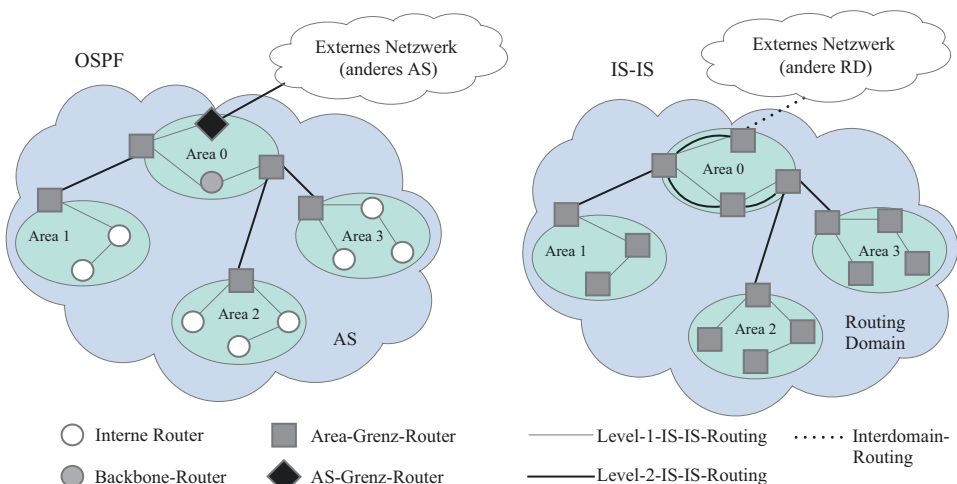 OSPF
Externes Netzwerk
(anderes AS)
Area 0
Area 1
Area 3
Area 2
AS
IS-IS
Externes Netzwerk
(andere RD)
Area 0
Area 1
Area 3
Area 2
Routing
Domain
Interne Router
Area-Grenz-Router
Backbone-Router
AS-Grenz-Router
Level-1-IS-IS-Routing
Level-2-IS-IS-Routing
Interdomain-
Routing